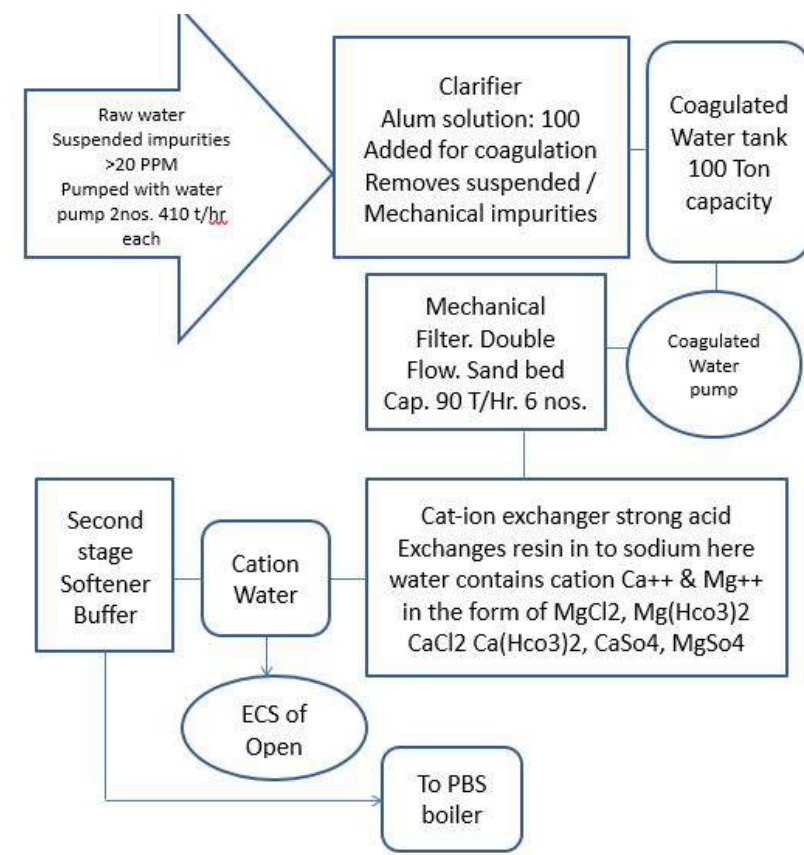 Raw water
Suspended impurities
>20 PPM
Pumped with water
pump 2nos. 410 t/hr
each
Clarifier
Alum solution: 100
Added for coagulation
Removes suspended /
Mechanical impurities
Coagulated
Water tank
100 Ton
capacity
Coagulated
Water
pump
Mechanical
Filter. Double
Flow. Sand bed
Cap. 90 T/Hr. 6 nos.
Cat-ion exchanger strong acid
Exchanges resin in to sodium here
water contains cation Ca++ & Mg++
in the form of MgCl2, Mg(Hco3)2
CaCl2 Ca(Hco3)2, CaSo4, MgSo4
Cation
Water
Second
stage
Softener
Buffer
ECS of
Open
To PBS
boiler